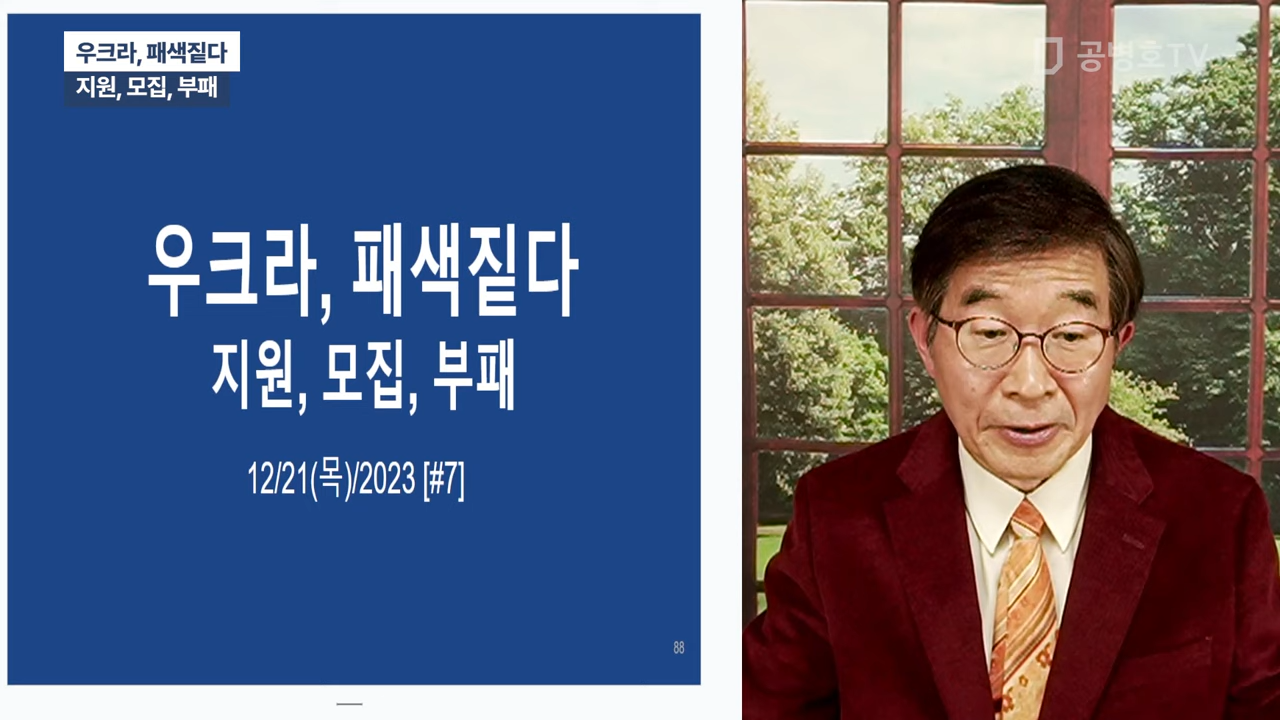 우크라, 패색짙다
지원, 모집, 부패
공병호TV
우크라, 패색짙다
지원, 모집, 부패
12/21(목)/2023 [#7]
88